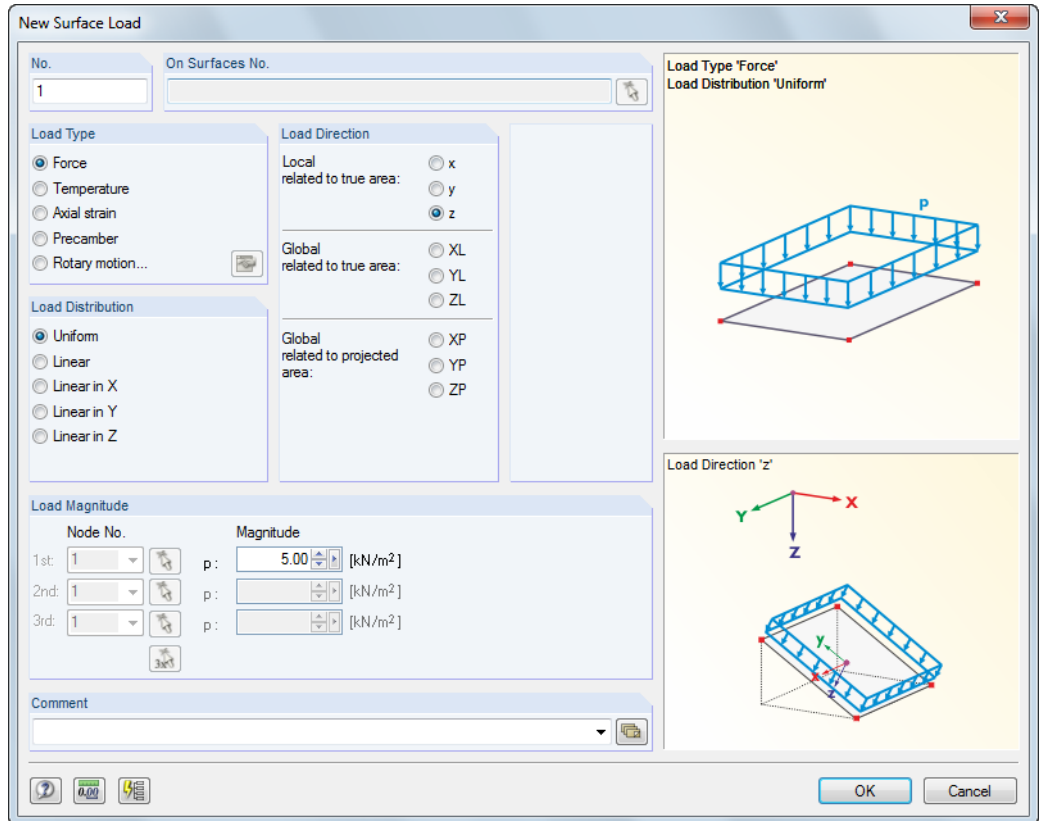 New Surface Load
No.
On Surfaces No.
1
Load Type
Force
Temperature
Axial strain
Precamber
Rotary motion...
Load Distribution
Uniform
Linear
Linear in X
Linear in Y
Linear in Z
Load Direction
Local
related to true area:
x
y
z
Global
related to true area:
XL
YL
ZL
Global
related to projected
area:
XP
YP
ZP
Load Magnitude
Node No.
Magnitude
1st: 1 p : 5.00 [kN/m²]
2nd: 1 p : [kN/m²]
3rd: 1 p : [kN/m²]
3x
Comment
0.00
OK
Cancel
Load Type 'Force'
Load Distribution 'Uniform'
p
Load Direction 'z'
X
Y
Z
y
x
z